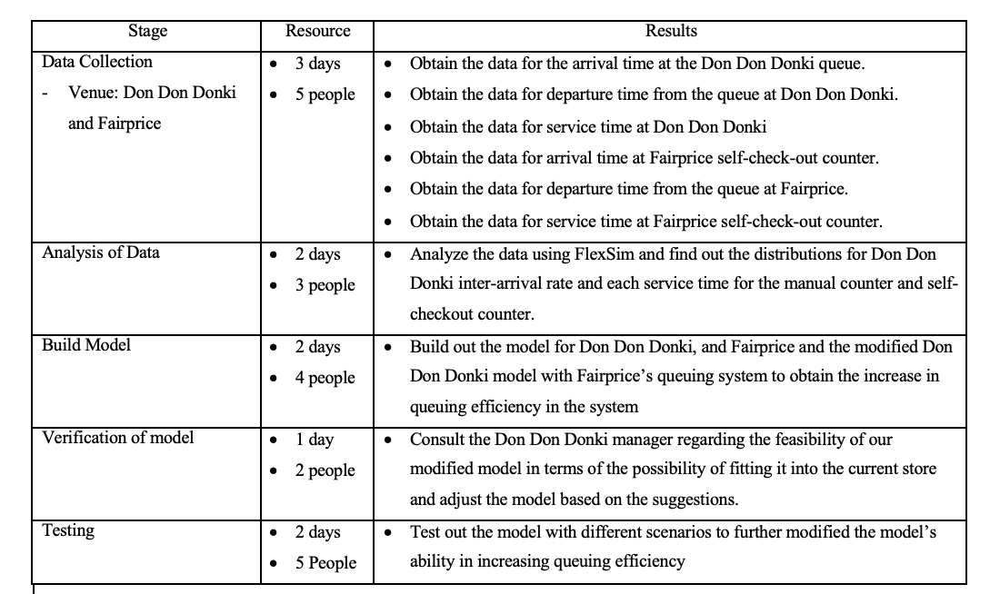 Stage Resource Results
Data Collection
- Venue: Don Don Donki
and Fairprice
• 3 days
• 5 people
• Obtain the data for the arrival time at the Don Don Donki queue.
• Obtain the data for departure time from the queue at Don Don Donki.
• Obtain the data for service time at Don Don Donki
• Obtain the data for arrival time at Fairprice self-check-out counter.
• Obtain the data for departure time from the queue at Fairprice.
• Obtain the data for service time at Fairprice self-check-out counter.
Analysis of Data
• 2 days
• 3 people
• Analyze the data using FlexSim and find out the distributions for Don Don
Donki inter-arrival rate and each service time for the manual counter and self-
checkout counter.
Build Model
• 2 days
• 4 people
• Build out the model for Don Don Donki, and Fairprice and the modified Don
Don Donki model with Fairprice’s queuing system to obtain the increase in
queuing efficiency in the system
Verification of model
• 1 day
• 2 people
• Consult the Don Don Donki manager regarding the feasibility of our
modified model in terms of the possibility of fitting it into the current store
and adjust the model based on the suggestions.
Testing
• 2 days
• 5 People
• Test out the model with different scenarios to further modified the model’s
ability in increasing queuing efficiency